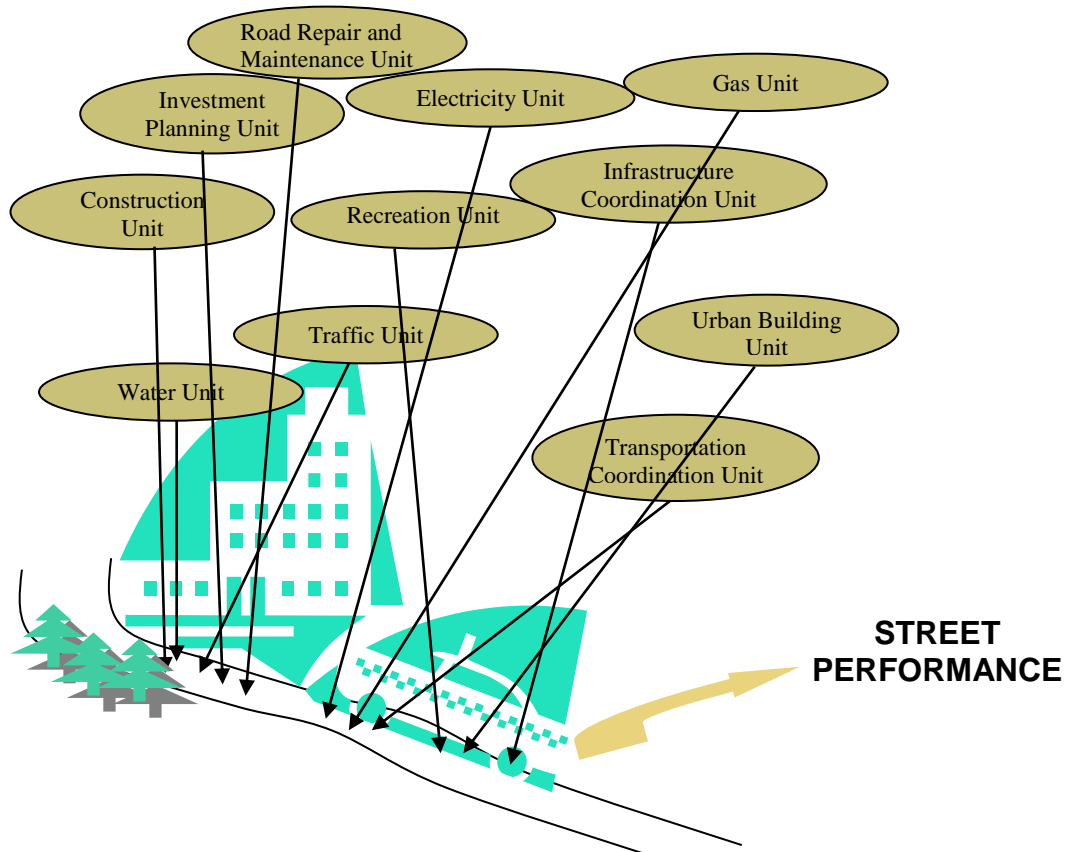 Road Repair and
Maintenance Unit
Investment
Planning Unit
Electricity Unit
Gas Unit
Construction
Unit
Recreation Unit
Infrastructure
Coordination Unit
Traffic Unit
Urban Building
Unit
Water Unit
Transportation
Coordination Unit
STREET
PERFORMANCE